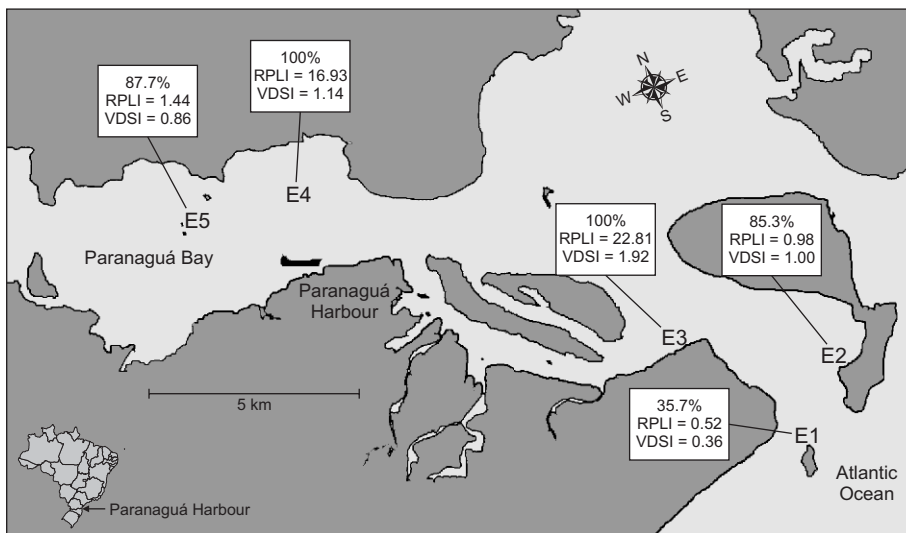 87.7%
RPLI = 1.44
VDSI = 0.86
100%
RPLI = 16.93
VDSI = 1.14
N
E
W
S
E4
E5
100%
RPLI = 22.81
VDSI = 1.92
85.3%
RPLI = 0.98
VDSI = 1.00
Paranaguá Bay
Paranaguá
Harbour
E3
E2
5 km
35.7%
RPLI = 0.52
VDSI = 0.36
E1
Atlantic
Ocean
Paranaguá Harbour